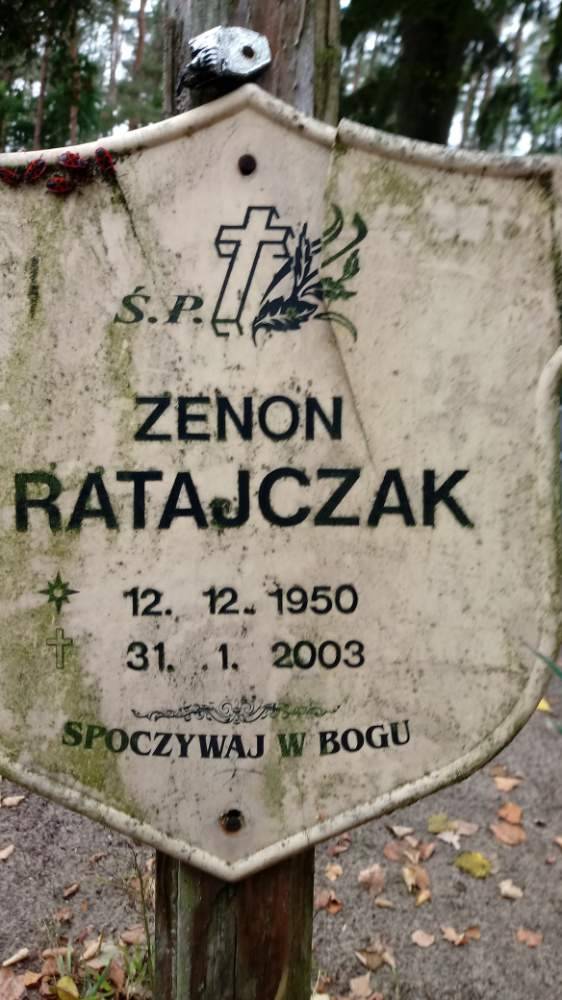 Ś.P.
ZENON
RATAJCZAK
12. 12. 1950
31. 1. 2003
SPOCZYWAJ W BOGU